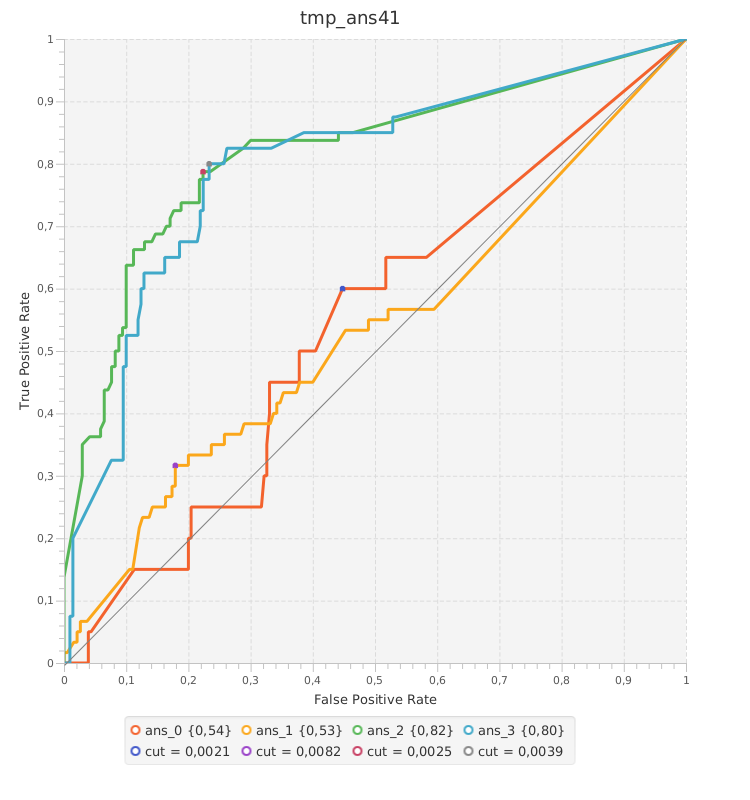 tmp_ans41
1
0,9
0,8
0,7
0,6
0,5
0,4
0,3
0,2
0,1
0
True Positive Rate
0 0,1 0,2 0,3 0,4 0,5 0,6 0,7 0,8 0,9 1
False Positive Rate
ans_0 {0,54} ans_1 {0,53} ans_2 {0,82} ans_3 {0,80}
cut = 0,0021 cut = 0,0082 cut = 0,0025 cut = 0,0039